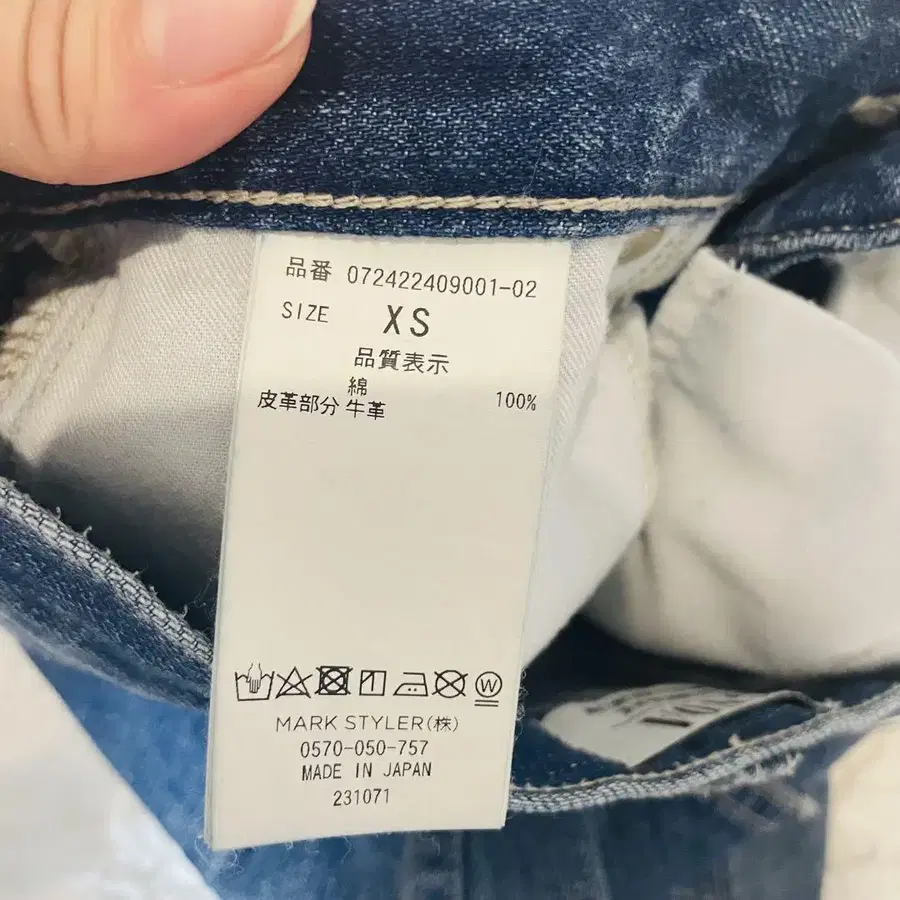 品番 072422409001-02
SIZE XS
品質表示
綿 100%
皮革部分 牛革
MARK STYLER(株)
0570-050-757
MADE IN JAPAN
231071